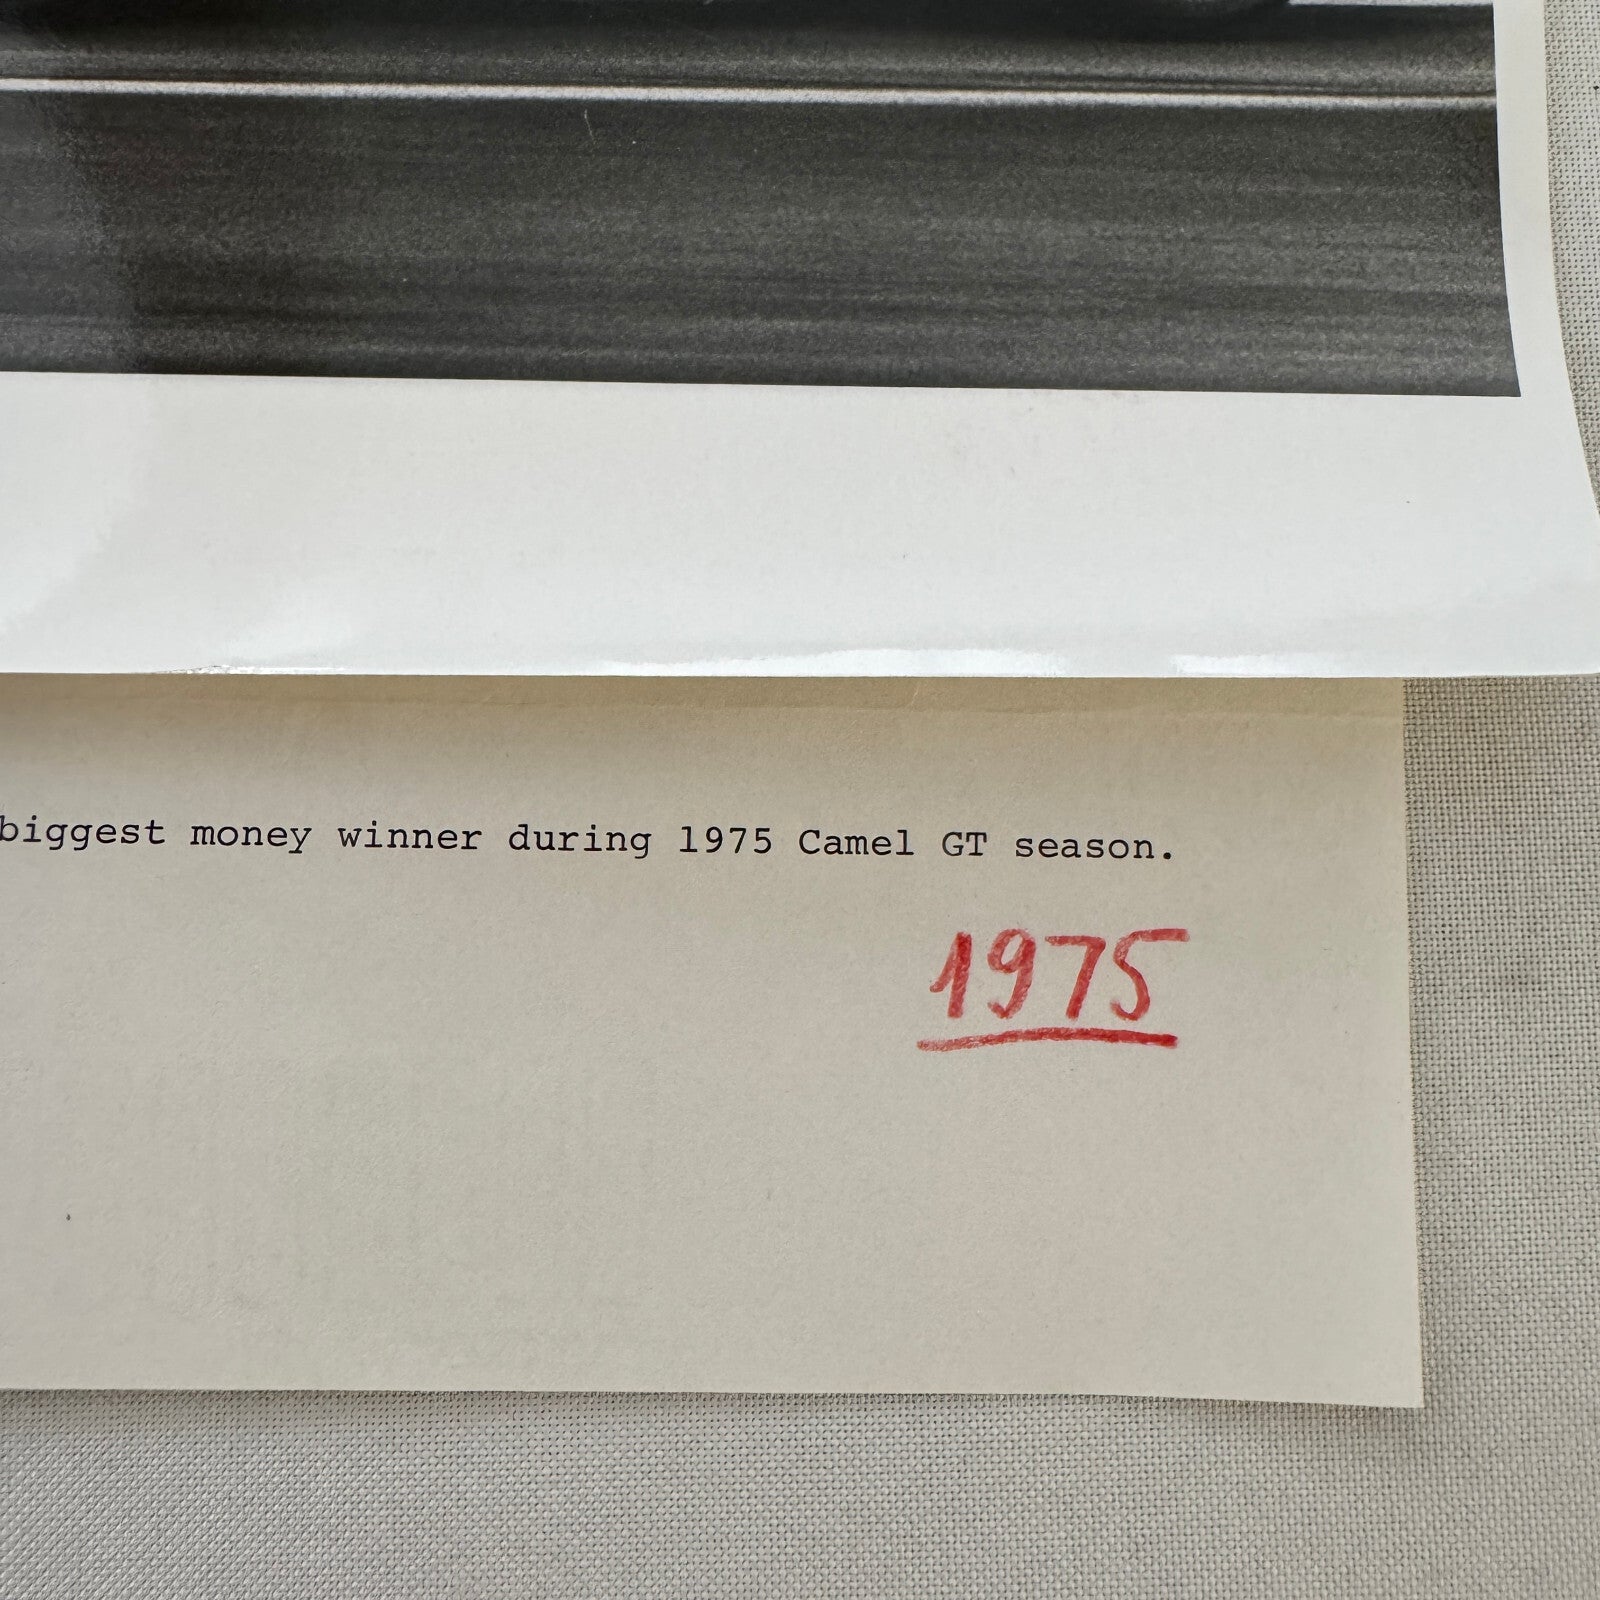 biggest money winner during 1975 Camel GT season.
1975